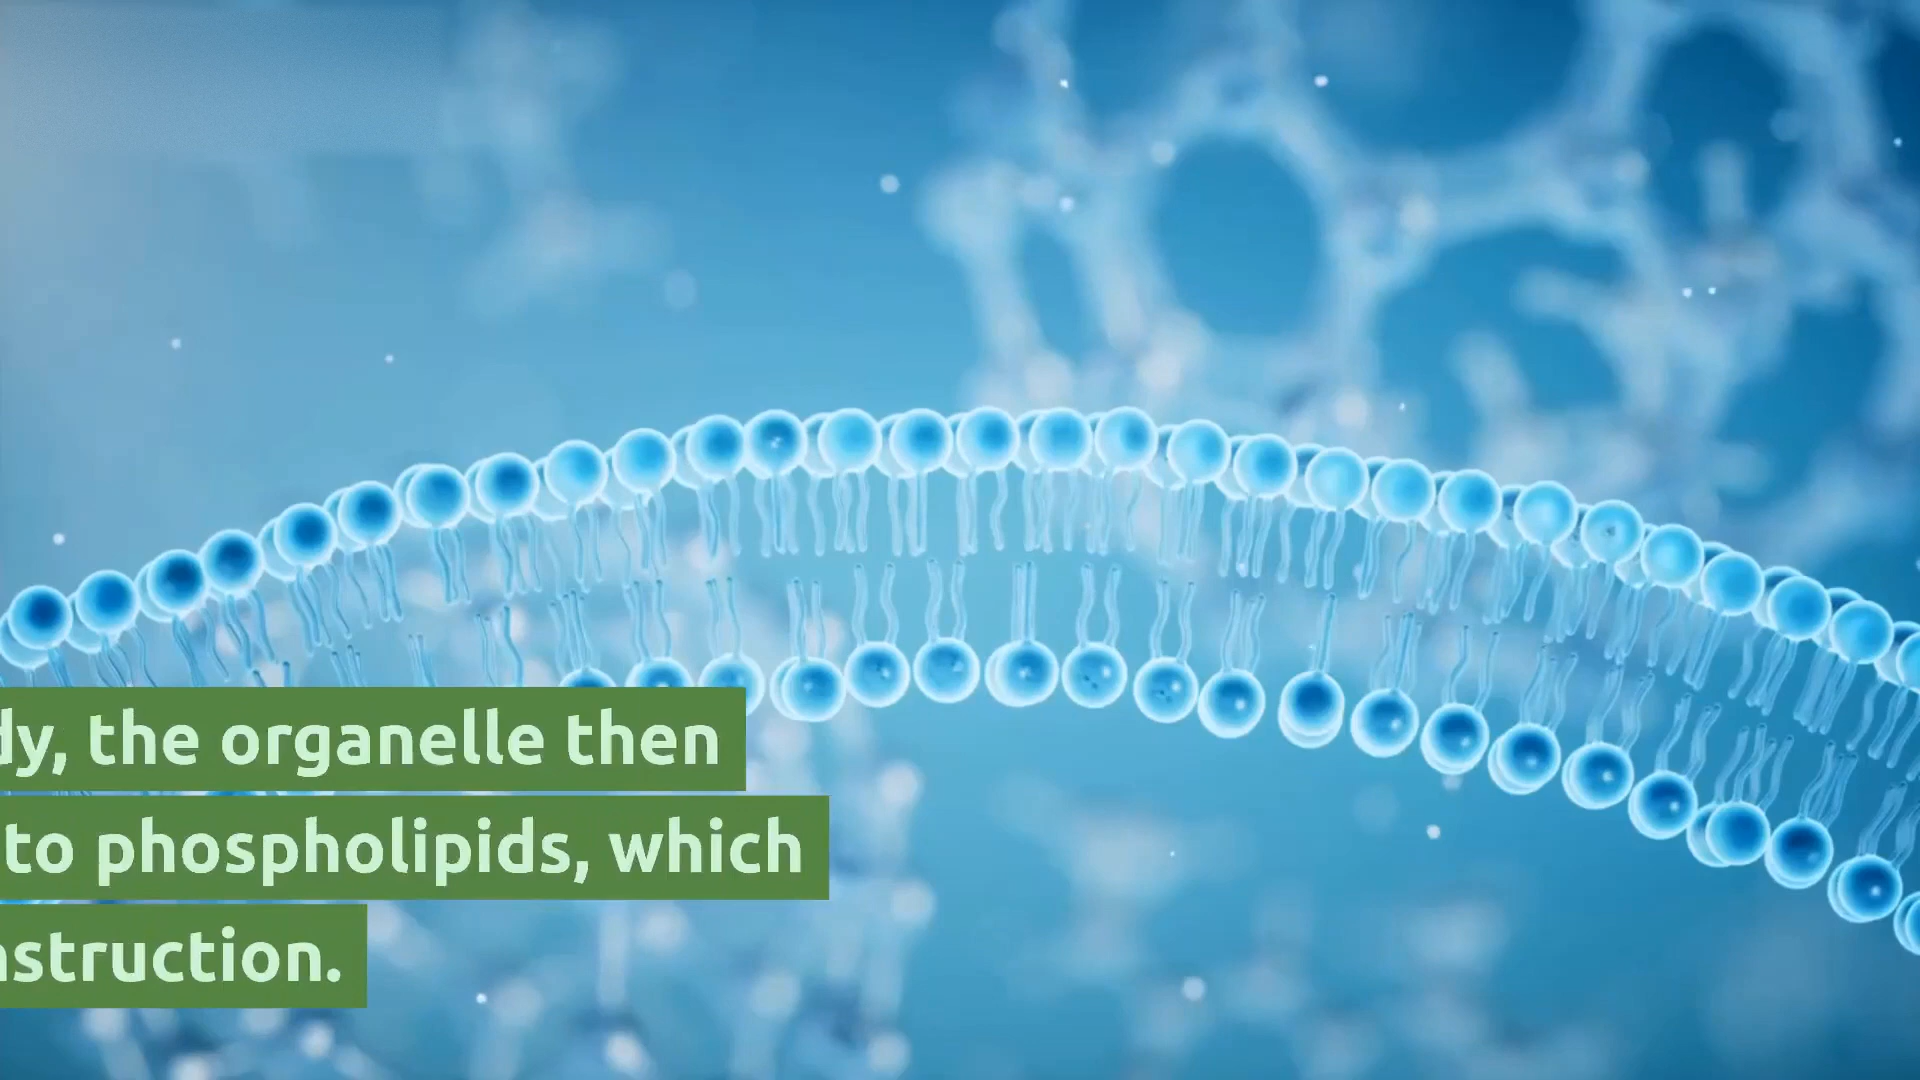 dy, the organelle then
to phospholipids, which
nstruction.